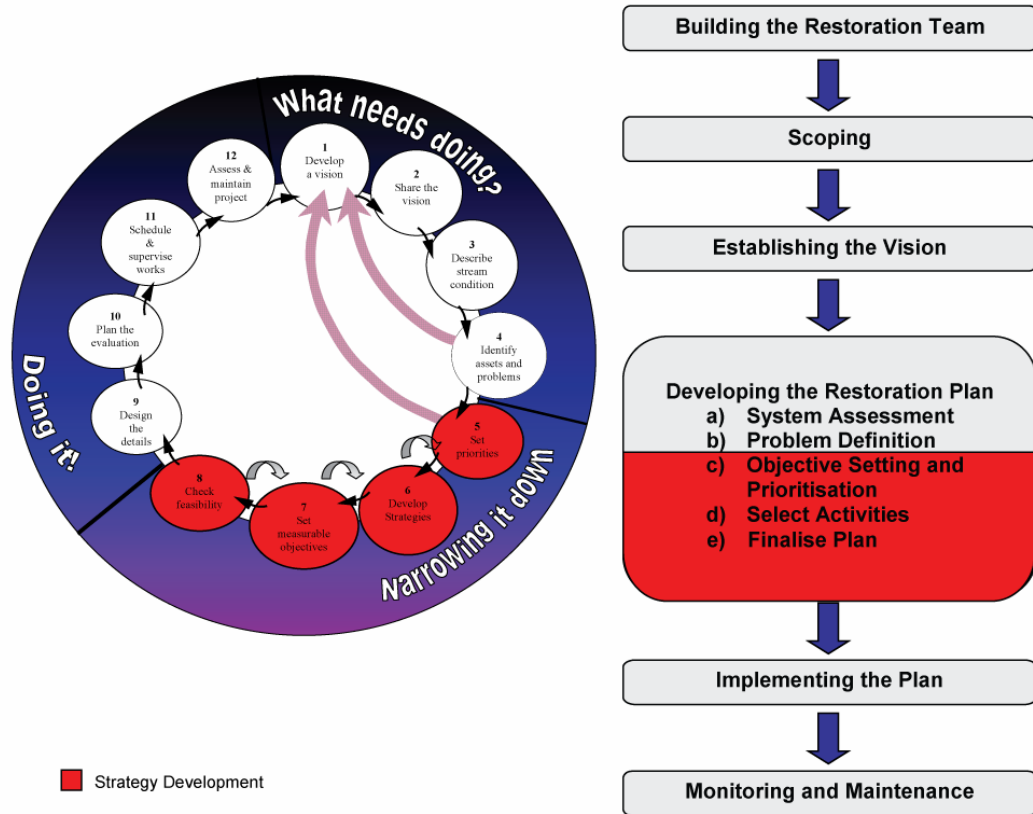 What needs doing?
1
Develop
a vision
2
Share the
vision
3
Describe
stream
condition
4
Identify
assets and
problems
5
Set
priorities
6
Develop
Strategies
7
Set
measurable
objectives
8
Check
feasibility
9
Design
the
details
10
Plan the
evaluation
11
Schedule
&
supervise
works
12
Assess &
maintain
project
Narrowing it down
Doing it!
Strategy Development
Building the Restoration Team
Scoping
Establishing the Vision
Developing the Restoration Plan
a) System Assessment
b) Problem Definition
c) Objective Setting and
Prioritisation
d) Select Activities
e) Finalise Plan
Implementing the Plan
Monitoring and Maintenance